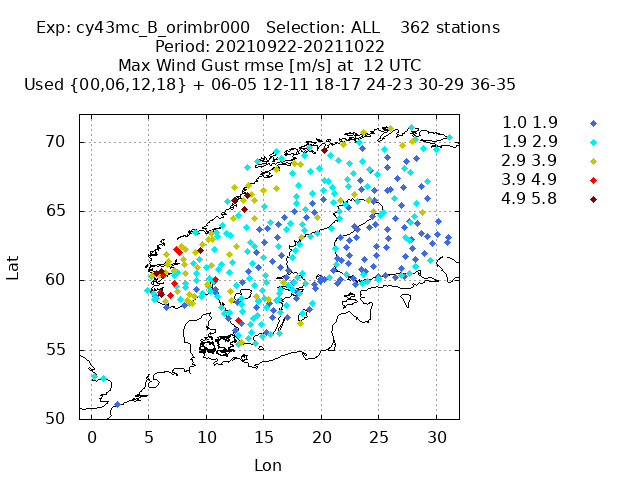 Exp: cy43mc_B_orimbr000   Selection: ALL    362 stations
Period: 20210922-20211022
Max Wind Gust rmse [m/s] at  12 UTC
Used {00,06,12,18} + 06-05 12-11 18-17 24-23 30-29 36-35
1.0 1.9
1.9 2.9
2.9 3.9
3.9 4.9
4.9 5.8
70
65
60
55
50
Lat
0 5 10 15 20 25 30
Lon